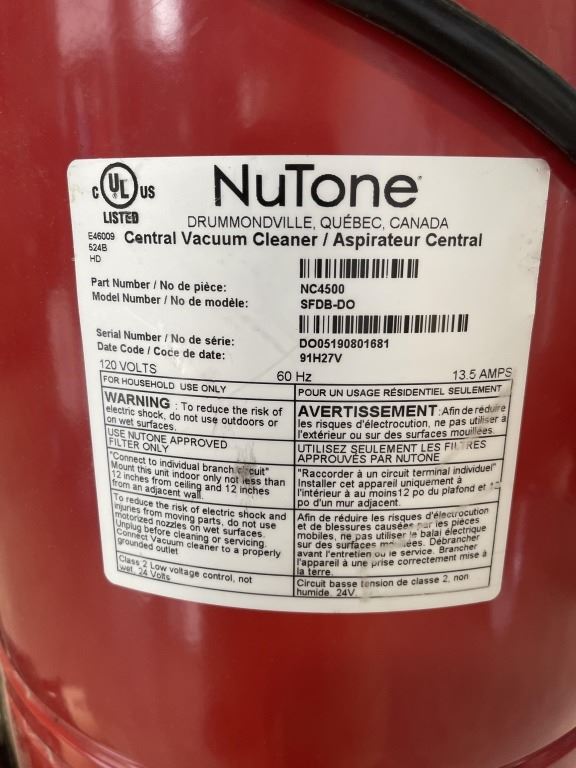 C UL US
LISTED
NuTone
DRUMMONDVILLE, QUÉBEC, CANADA
E46009
524B
HD
Central Vacuum Cleaner / Aspirateur Central
Part Number / No de pièce: NC4500
Model Number / No de modèle: SFDB-DO
Serial Number / No de série: DO05190801681
Date Code / Code de date: 91H27V
120 VOLTS 60 Hz 13.5 AMPS
FOR HOUSEHOLD USE ONLY
WARNING : To reduce the risk of
electric shock, do not use outdoors or
on wet surfaces.
USE NUTONE APPROVED
FILTER ONLY
"Connect to individual branch circuit"
Mount this unit indoor only not less than
12 inches from ceiling and 12 inches
from an adjacent wall.
To reduce the risk of electric shock and
injuries from moving parts, do not use
motorized nozzles on wet surfaces.
Unplug before cleaning or servicing.
Connect Vacuum cleaner to a properly
grounded outlet
Class 2 Low voltage control, not
wet, 24 Volts
POUR UN USAGE RÉSIDENTIEL SEULEMENT
AVERTISSEMENT : Afin de réduire
les risques d'électrocution, ne pas utiliser à
l'extérieur ou sur des surfaces mouillées.
UTILISEZ SEULEMENT LES FILTRES
APPROUVÉS PAR NUTONE
"Raccorder à un circuit terminal individuel"
Installer cet appareil uniquement à
l'intérieur à au moins 12 po du plafond et 12
po d'un mur adjacent.
Afin de réduire les risques d'électrocution
et de blessures causées par les pièces
mobiles, ne pas utiliser le balai électrique
sur des surfaces mouillées. Débrancher
avant l'entretien ou le service. Brancher
l'appareil à une prise correctement mise à
la terre.
Circuit basse tension de classe 2, non
humide, 24V.